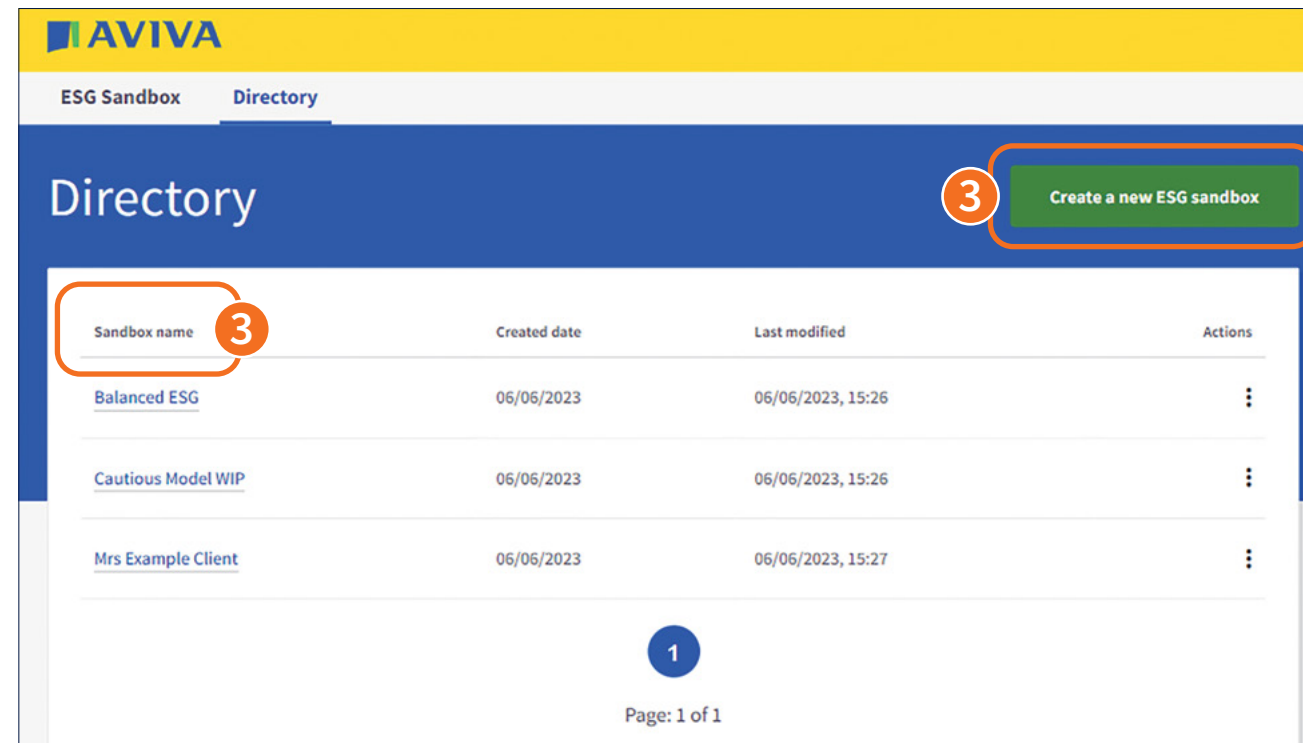 AVIVA
ESG Sandbox Directory
Directory
3 Create a new ESG sandbox
Sandbox name 3 Created date Last modified Actions
Balanced ESG 06/06/2023 06/06/2023, 15:26
Cautious Model WIP 06/06/2023 06/06/2023, 15:26
Mrs Example Client 06/06/2023 06/06/2023, 15:27
1
Page: 1 of 1